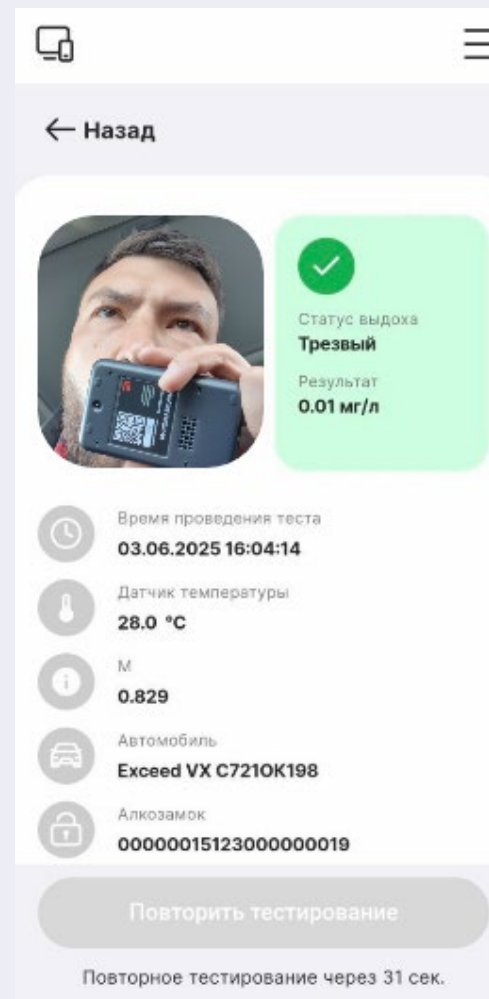 Назад
Статус выдоха
Трезвый
Результат
0.01 мг/л
Время проведения теста
03.06.2025 16:04:14
Датчик температуры
28.0 °C
М
0.829
Автомобиль
Exceed VX С721ОК198
Алкозамок
00000015123000000019
Повторить тестирование
Повторное тестирование через 31 сек.